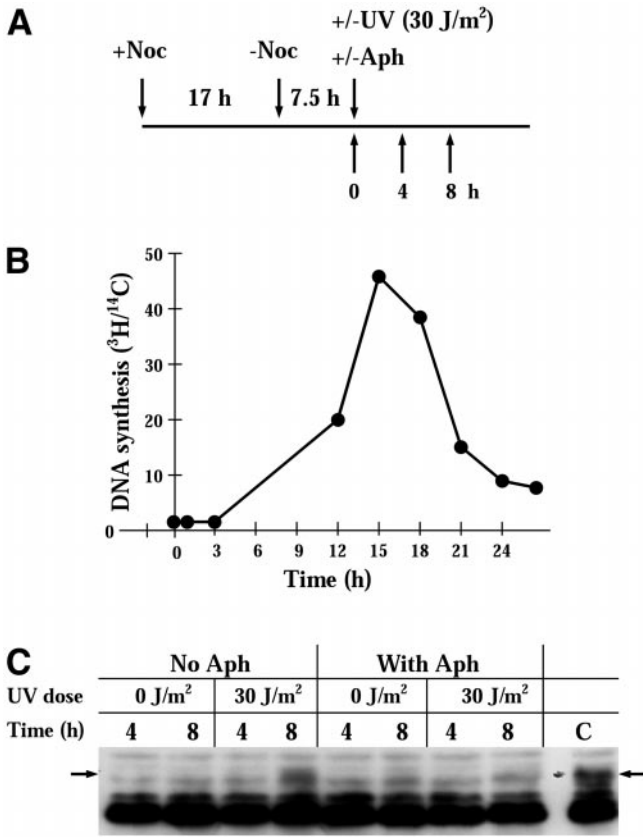 A
+/-UV (30 J/m²)
+Noc -Noc +/-Aph
17 h 7.5 h
0 4 8 h
B
50
40
30
20
10
0
DNA synthesis (³H/¹⁴C)
0 3 6 9 12 15 18 21 24
Time (h)
C
No Aph With Aph
UV dose 0 J/m² 30 J/m² 0 J/m² 30 J/m²
Time (h) 4 8 4 8 4 8 4 8 C